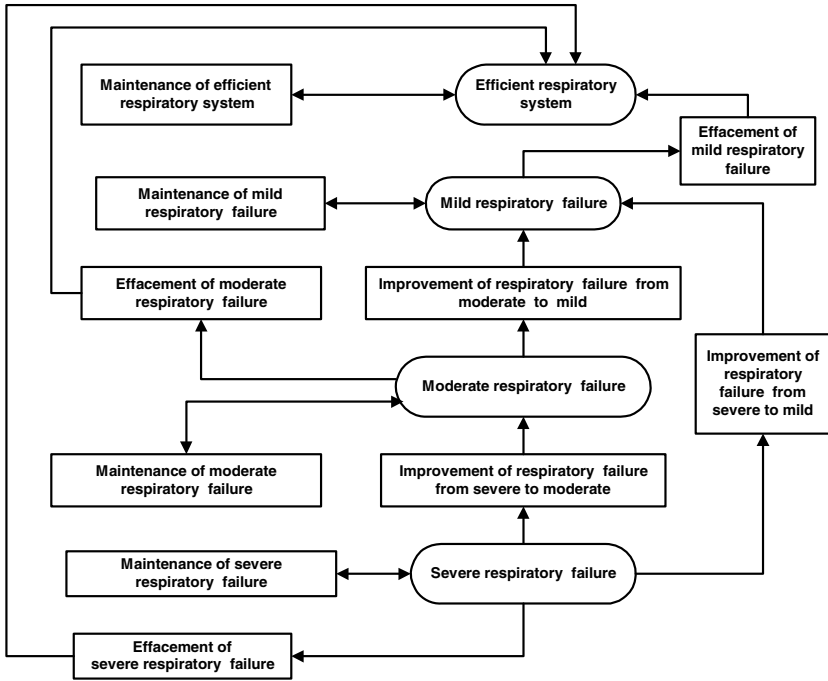 Maintenance of efficient
respiratory system
Efficient respiratory
system
Effacement of
mild respiratory
failure
Maintenance of mild
respiratory failure
Mild respiratory failure
Effacement of moderate
respiratory failure
Improvement of respiratory failure from
moderate to mild
Improvement of
respiratory
failure from
severe to mild
Moderate respiratory failure
Maintenance of moderate
respiratory failure
Improvement of respiratory failure
from severe to moderate
Maintenance of severe
respiratory failure
Severe respiratory failure
Effacement of
severe respiratory failure